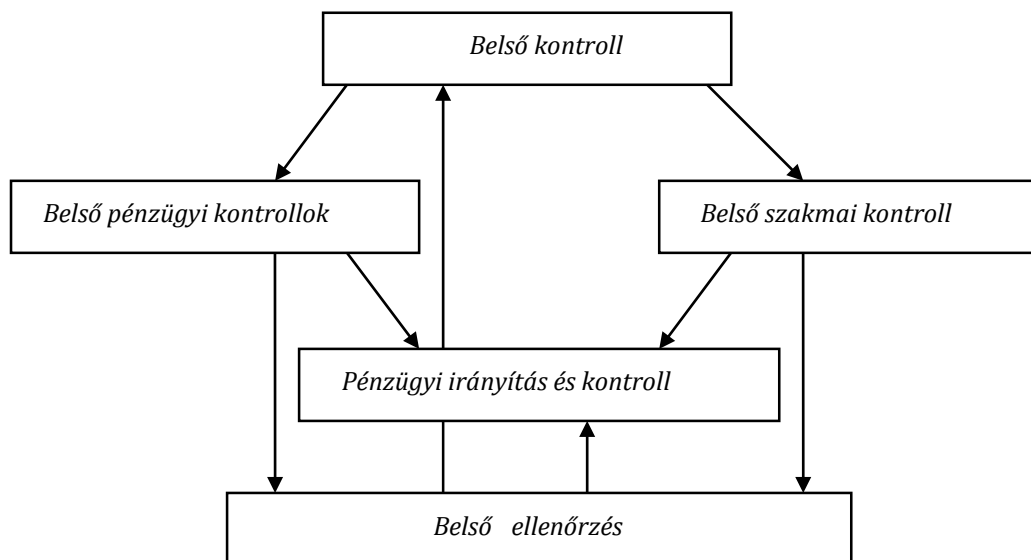 Belső kontroll
Belső pénzügyi kontrollok
Belső szakmai kontroll
Pénzügyi irányítás és kontroll
Belső ellenőrzés